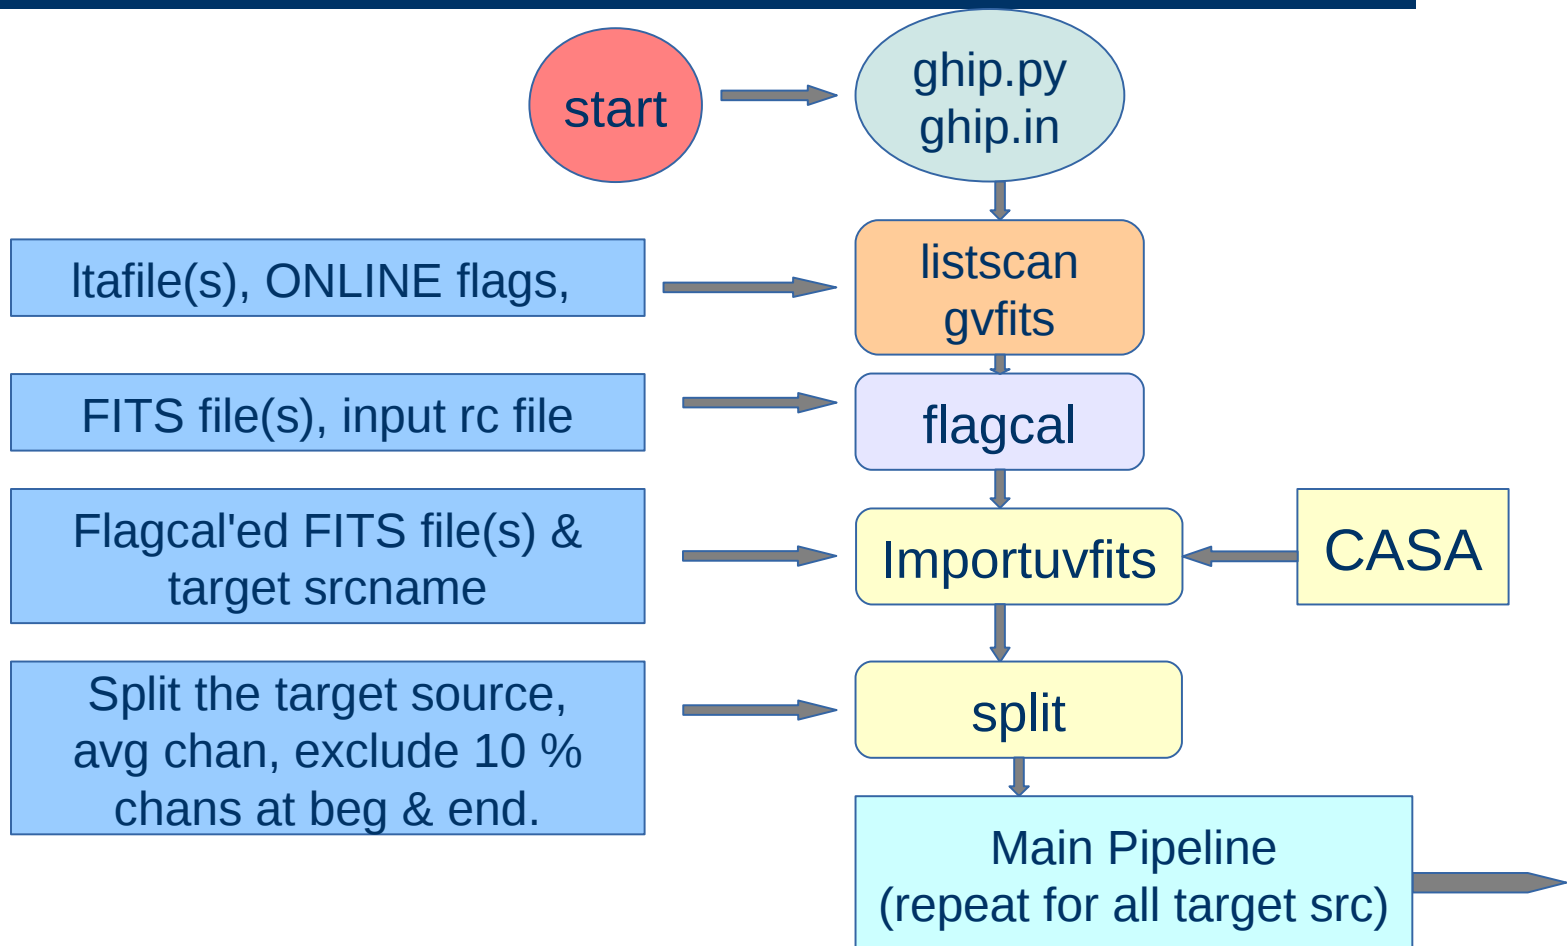 start
ghip.py
ghip.in
ltafile(s), ONLINE flags,
listscan
gvfits
FITS file(s), input rc file
flagcal
Flagcal'ed FITS file(s) &
target srcname
Importuvfits
CASA
Split the target source,
avg chan, exclude 10 %
chans at beg & end.
split
Main Pipeline
(repeat for all target src)